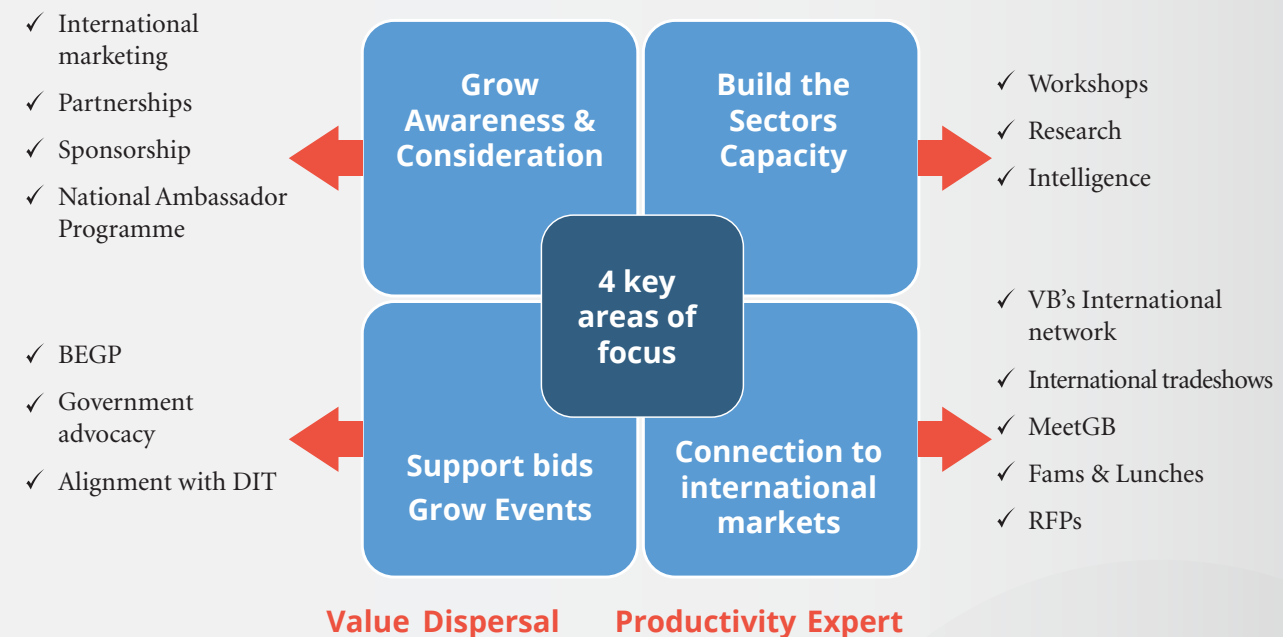 International
marketing
Partnerships
Sponsorship
National Ambassador
Programme
Grow
Awareness &
Consideration
Build the
Sectors
Capacity
Workshops
Research
Intelligence
4 key
areas of
focus
BEGP
Government
advocacy
Alignment with DIT
Support bids
Grow Events
Connection to
international
markets
VB's International
network
International tradeshows
MeetGB
Fams & Lunches
RFPs
Value Dispersal Productivity Expert